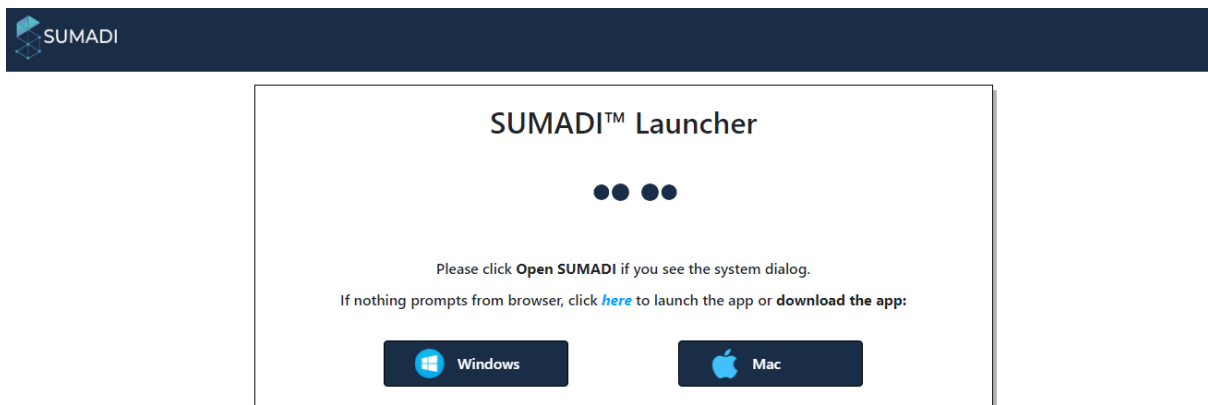 SUMADI
SUMADI™ Launcher
Please click Open SUMADI if you see the system dialog.
If nothing prompts from browser, click here to launch the app or download the app:
Windows
Mac